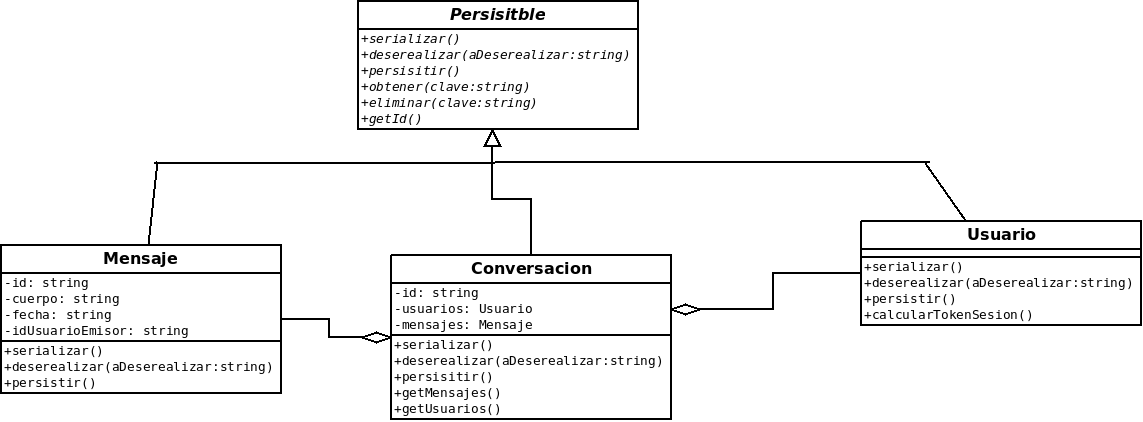 Persisitble
+serializar()
+deserealizar(aDeserealizar:string)
+persisitir()
+obtener(clave:string)
+eliminar(clave:string)
+getId()
Mensaje
-id: string
-cuerpo: string
-fecha: string
-idUsuarioEmisor: string
+serializar()
+deserealizar(aDeserealizar:string)
+persistir()
Conversacion
-id: string
-usuarios: Usuario
-mensajes: Mensaje
+serializar()
+deserealizar(aDeserealizar:string)
+persisitir()
+getMensajes()
+getUsuarios()
Usuario
+serializar()
+deserealizar(aDeserealizar:string)
+persistir()
+calcularTokenSesion()